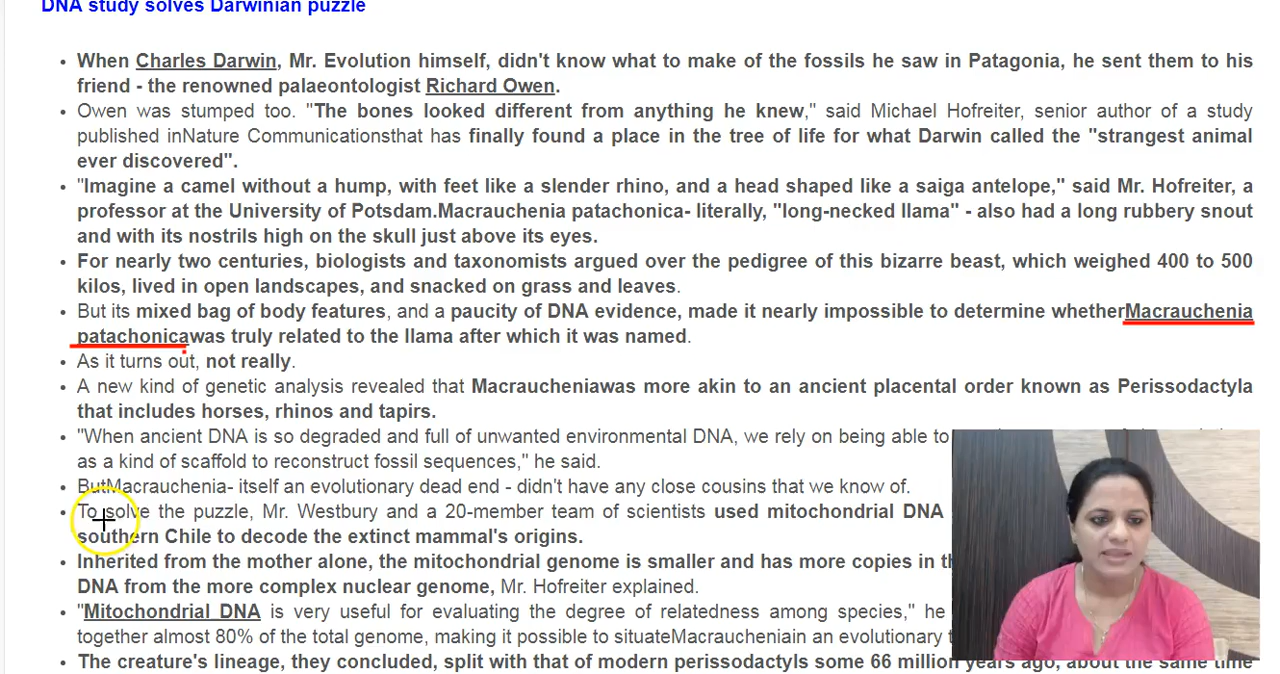 DNA study solves Darwinian puzzle
When Charles Darwin, Mr. Evolution himself, didn't know what to make of the fossils he saw in Patagonia, he sent them to his
friend - the renowned palaeontologist Richard Owen.
Owen was stumped too. "The bones looked different from anything he knew," said Michael Hofreiter, senior author of a study
published inNature Communicationsthat has finally found a place in the tree of life for what Darwin called the "strangest animal
ever discovered".
"Imagine a camel without a hump, with feet like a slender rhino, and a head shaped like a saiga antelope," said Mr. Hofreiter, a
professor at the University of Potsdam.Macrauchenia patachonica- literally, "long-necked llama" - also had a long rubbery snout
and with its nostrils high on the skull just above its eyes.
For nearly two centuries, biologists and taxonomists argued over the pedigree of this bizarre beast, which weighed 400 to 500
kilos, lived in open landscapes, and snacked on grass and leaves.
But its mixed bag of body features, and a paucity of DNA evidence, made it nearly impossible to determine whetherMacrauchenia
patachonicawas truly related to the llama after which it was named.
As it turns out, not really.
A new kind of genetic analysis revealed that Macraucheniawas more akin to an ancient placental order known as Perissodactyla
that includes horses, rhinos and tapirs.
"When ancient DNA is so degraded and full of unwanted environmental DNA, we rely on being able to
as a kind of scaffold to reconstruct fossil sequences," he said.
ButMacrauchenia- itself an evolutionary dead end - didn't have any close cousins that we know of.
To solve the puzzle, Mr. Westbury and a 20-member team of scientists used mitochondrial DNA
southern Chile to decode the extinct mammal's origins.
Inherited from the mother alone, the mitochondrial genome is smaller and has more copies in
DNA from the more complex nuclear genome, Mr. Hofreiter explained.
"Mitochondrial DNA is very useful for evaluating the degree of relatedness among species," he
together almost 80% of the total genome, making it possible to situateMacraucheniain an evolutionary
The creature's lineage, they concluded, split with that of modern perissodactyls some 66 million years ago, about the same time